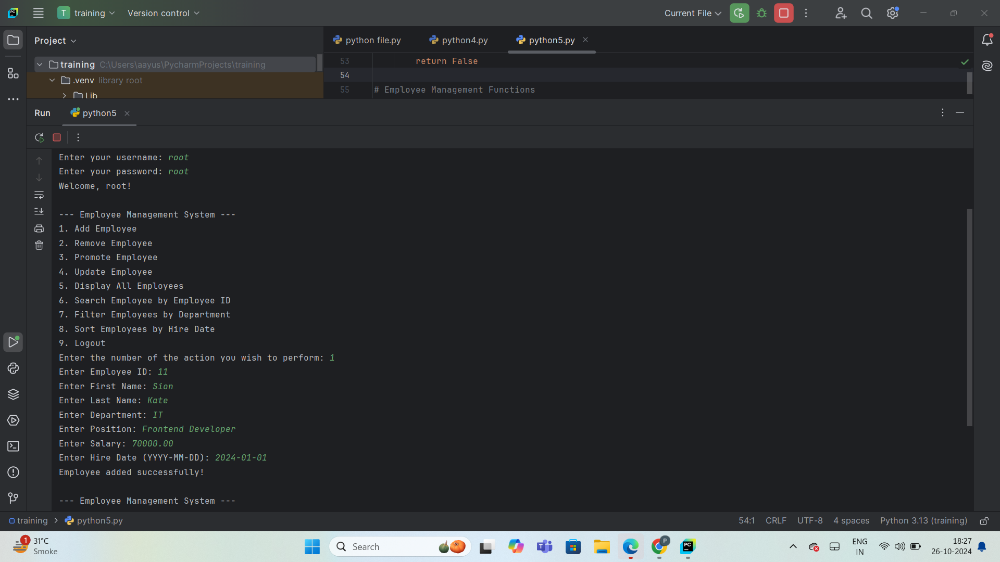 T training Version control Current File
Project
python file.py python4.py python5.py
training C:\Users\aayus\PycharmProjects\training
.venv library root
Lib
53 return False
54
55 # Employee Management Functions
Run python5
Enter your username: root
Enter your password: root
Welcome, root!
--- Employee Management System ---
1. Add Employee
2. Remove Employee
3. Promote Employee
4. Update Employee
5. Display All Employees
6. Search Employee by Employee ID
7. Filter Employees by Department
8. Sort Employees by Hire Date
9. Logout
Enter the number of the action you wish to perform: 1
Enter Employee ID: 11
Enter First Name: Sion
Enter Last Name: Kate
Enter Department: IT
Enter Position: Frontend Developer
Enter Salary: 70000.00
Enter Hire Date (YYYY-MM-DD): 2024-01-01
Employee added successfully!
--- Employee Management System ---
training > python5.py 54:1 CRLF UTF-8 4 spaces Python 3.13 (training)
1 31°C
Smoke
Search
P
PC
ENG
IN
18:27
26-10-2024